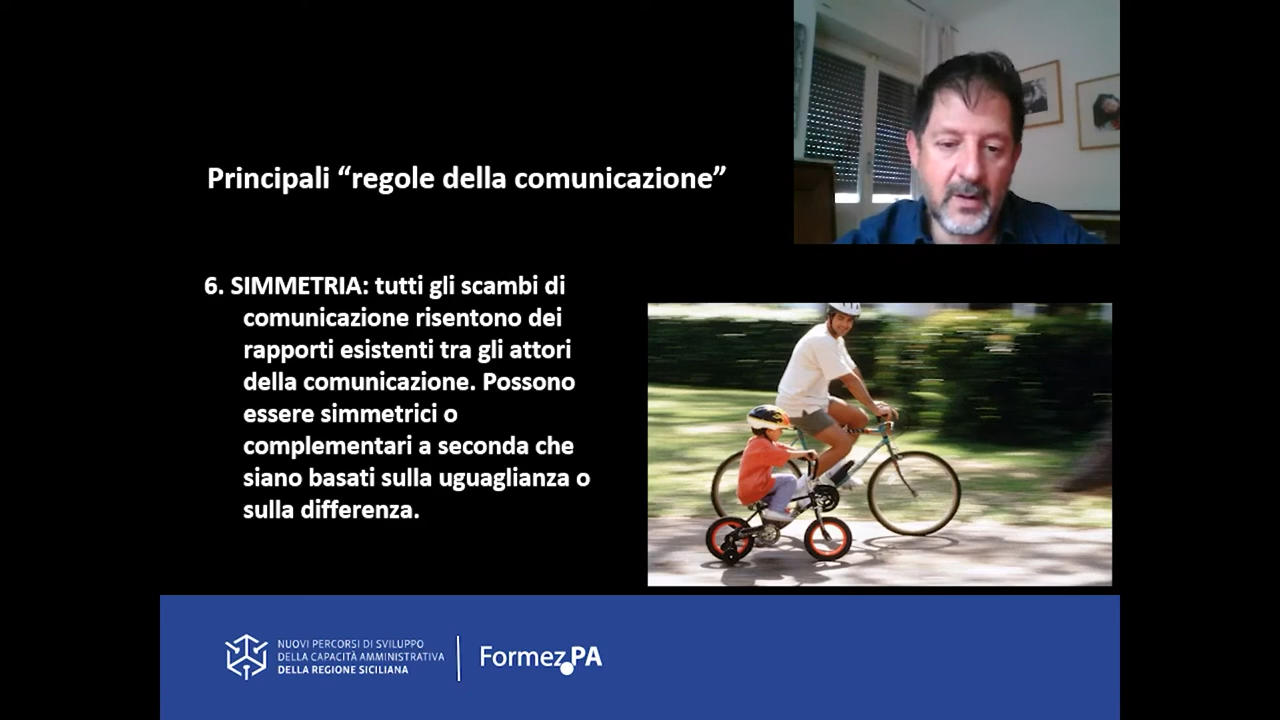 Principali “regole della comunicazione”
6. SIMMETRIA: tutti gli scambi di
comunicazione risentono dei
rapporti esistenti tra gli attori
della comunicazione. Possono
essere simmetrici o
complementari a seconda che
siano basati sulla uguaglianza o
sulla differenza.
NUOVI PERCORSI DI SVILUPPO
DELLA CAPACITÀ AMMINISTRATIVA
DELLA REGIONE SICILIANA
Formez.PA